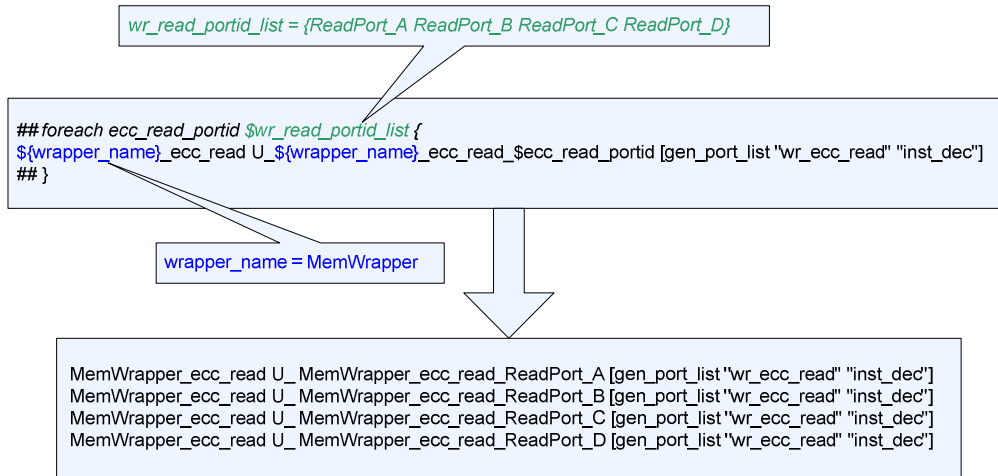 wr_read_portid_list = {ReadPort_A ReadPort_B ReadPort_C ReadPort_D}
## foreach ecc_read_portid $wr_read_portid_list {
${wrapper_name}_ecc_read U_${wrapper_name}_ecc_read_$ecc_read_portid [gen_port_list "wr_ecc_read" "inst_dec"]
## }
wrapper_name = MemWrapper
MemWrapper_ecc_read U_ MemWrapper_ecc_read_ReadPort_A [gen_port_list "wr_ecc_read" "inst_dec"]
MemWrapper_ecc_read U_ MemWrapper_ecc_read_ReadPort_B [gen_port_list "wr_ecc_read" "inst_dec"]
MemWrapper_ecc_read U_ MemWrapper_ecc_read_ReadPort_C [gen_port_list "wr_ecc_read" "inst_dec"]
MemWrapper_ecc_read U_ MemWrapper_ecc_read_ReadPort_D [gen_port_list "wr_ecc_read" "inst_dec"]